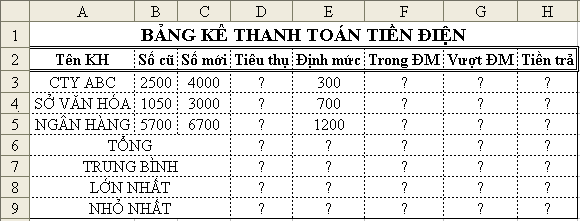 A B C D E F G H
1 BẢNG KÊ THANH TOÁN TIỀN ĐIỆN
2 Tên KH Số cũ Số mới Tiêu thụ Định mức Trong ĐM Vượt ĐM Tiền trả
3 CTY ABC 2500 4000 ? 300 ? ? ?
4 SỞ VĂN HÓA 1050 3000 ? 700 ? ? ?
5 NGÂN HÀNG 5700 6700 ? 1200 ? ? ?
6 TỔNG ? ? ? ? ?
7 TRUNG BÌNH ? ? ? ? ?
8 LỚN NHẤT ? ? ? ? ?
9 NHỎ NHẤT ? ? ? ? ?